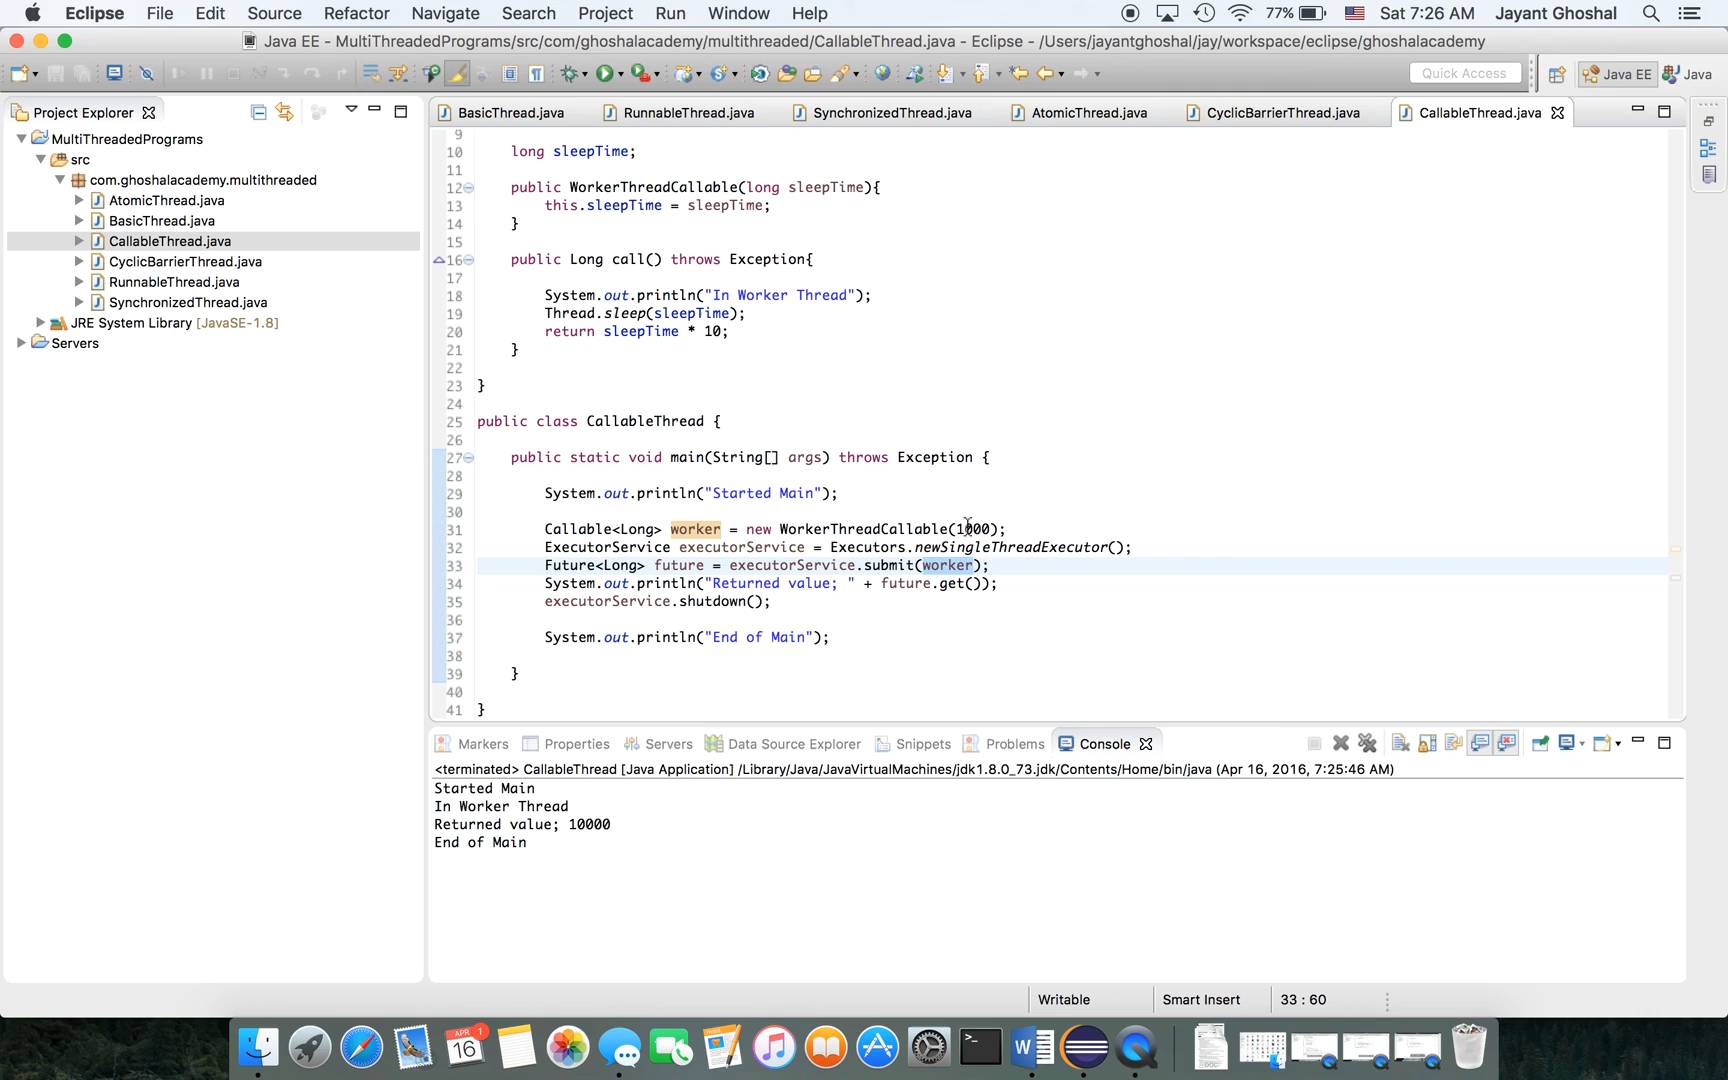 Eclipse File Edit Source Refactor Navigate Search Project Run Window Help 77% Sat 7:26 AM Jayant Ghoshal
Java EE - MultiThreadedPrograms/src/com/ghoshalacademy/multithreaded/CallableThread.java - Eclipse - /Users/jayantghoshal/jay/workspace/eclipse/ghoshalacademy
Quick Access Java EE Java
Project Explorer
BasicThread.java RunnableThread.java SynchronizedThread.java AtomicThread.java CyclicBarrierThread.java CallableThread.java
MultiThreadedPrograms
src
com.ghoshalacademy.multithreaded
AtomicThread.java
BasicThread.java
CallableThread.java
CyclicBarrierThread.java
RunnableThread.java
SynchronizedThread.java
JRE System Library [JavaSE-1.8]
Servers
9
10 long sleepTime;
11
12 public WorkerThreadCallable(long sleepTime){
13 this.sleepTime = sleepTime;
14 }
15
16 public Long call() throws Exception{
17
18 System.out.println("In Worker Thread");
19 Thread.sleep(sleepTime);
20 return sleepTime * 10;
21 }
22
23 }
24
25 public class CallableThread {
26
27 public static void main(String[] args) throws Exception {
28
29 System.out.println("Started Main");
30
31 Callable<Long> worker = new WorkerThreadCallable(1000);
32 ExecutorService executorService = Executors.newSingleThreadExecutor();
33 Future<Long> future = executorService.submit(worker);
34 System.out.println("Returned value; " + future.get());
35 executorService.shutdown();
36
37 System.out.println("End of Main");
38
39 }
40
41 }
Markers Properties Servers Data Source Explorer Snippets Problems Console
<terminated> CallableThread [Java Application] /Library/Java/JavaVirtualMachines/jdk1.8.0_73.jdk/Contents/Home/bin/java (Apr 16, 2016, 7:25:46 AM)
Started Main
In Worker Thread
Returned value; 10000
End of Main
Writable Smart Insert 33 : 60
APR 1
16
W
DOC